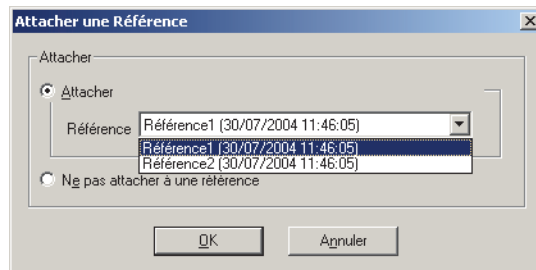 Attacher une Référence
Attacher
Attacher
Référence Référence1 (30/07/2004 11:46:05)
Référence1 (30/07/2004 11:46:05)
Référence2 (30/07/2004 11:46:05)
Ne pas attacher à une référence
OK Annuler